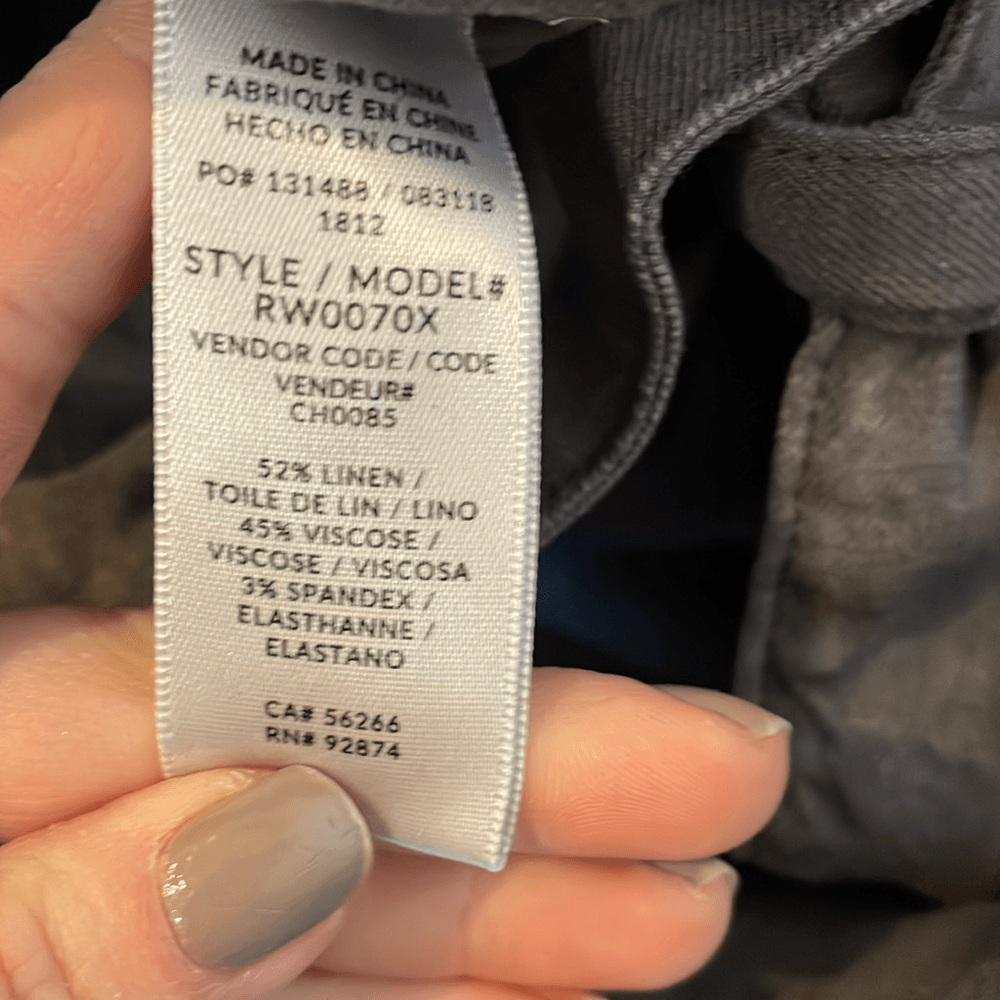 MADE IN CHINA
FABRIQUÉ EN CHINE
HECHO EN CHINA
PO# 131488 / 083118
1812
STYLE / MODEL#
RW0070X
VENDOR CODE / CODE
VENDEUR#
CH0085
52% LINEN /
TOILE DE LIN / LINO
45% VISCOSE /
VISCOSE / VISCOSA
3% SPANDEX /
ELASTHANNE /
ELASTANO
CA# 56266
RN# 92874